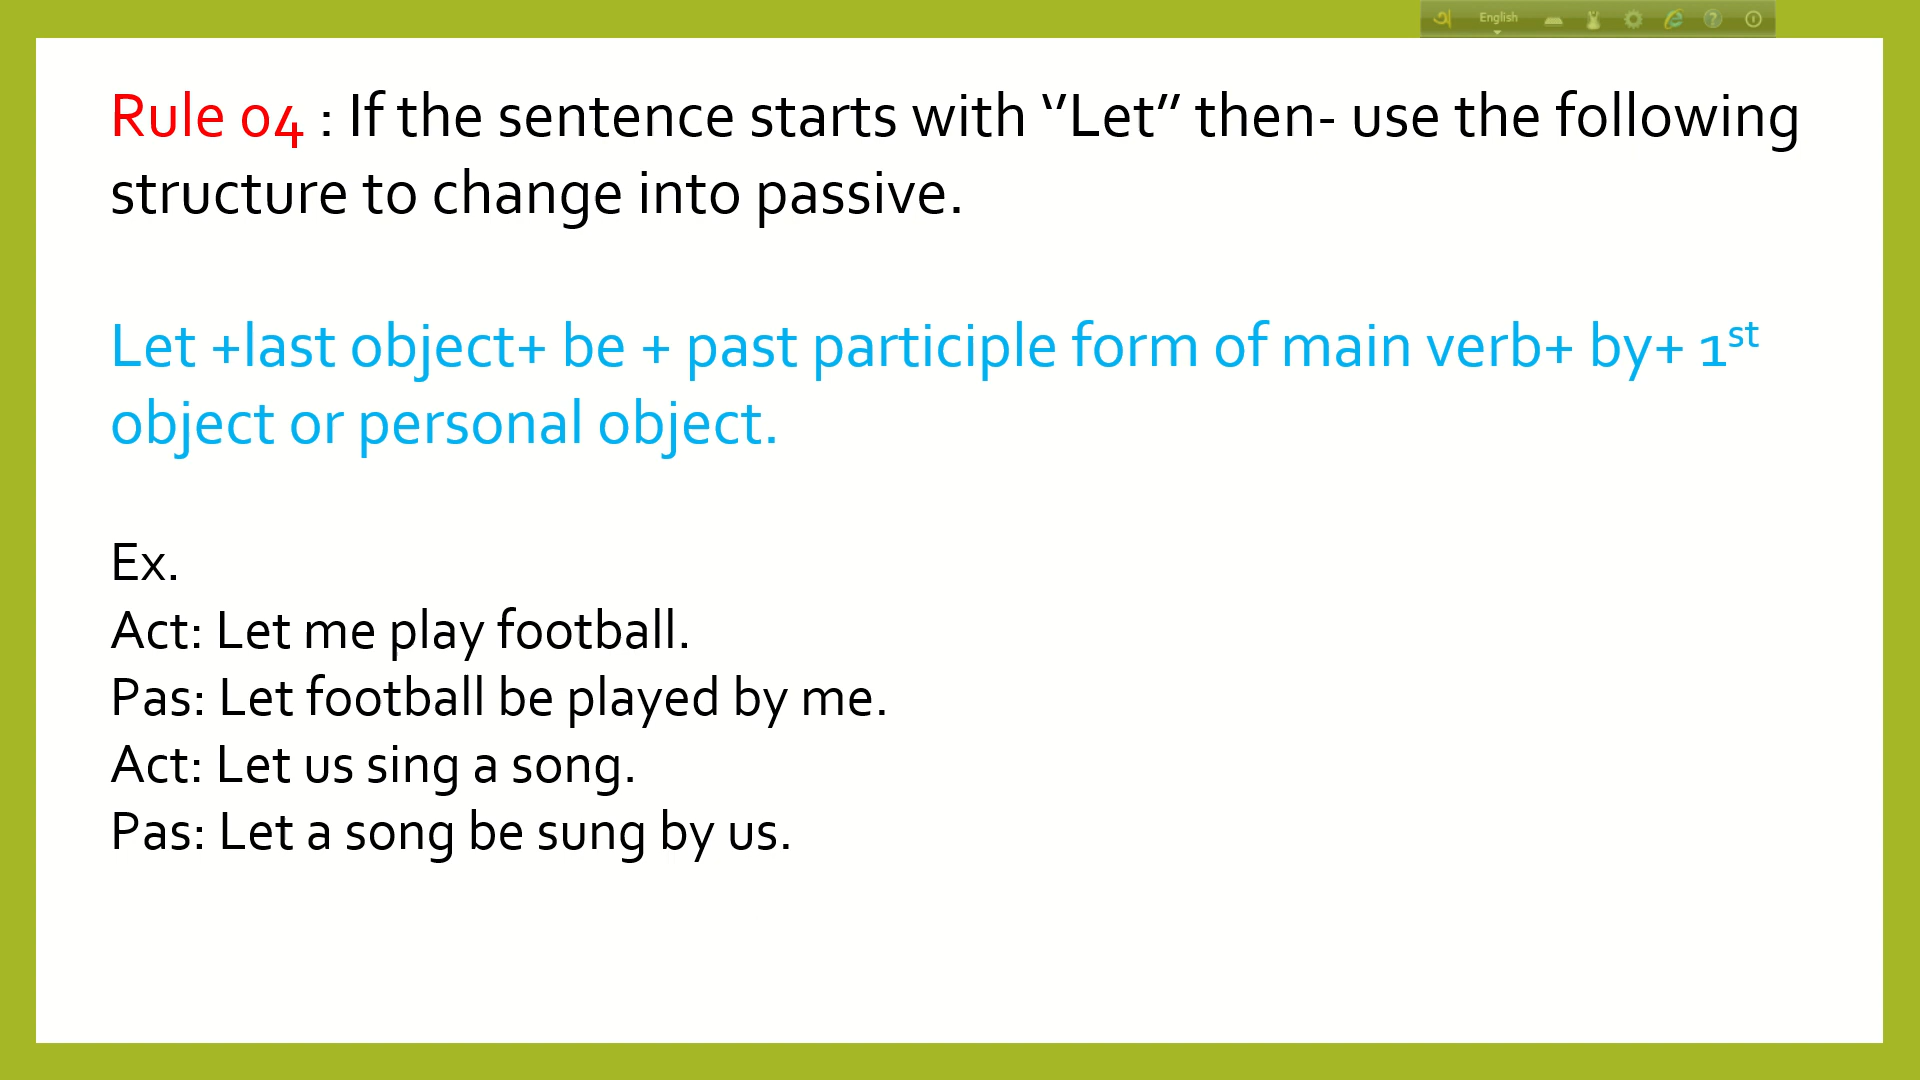 অ English ?
Rule 04 : If the sentence starts with “Let” then- use the following
structure to change into passive.
Let +last object+ be + past participle form of main verb+ by+ 1st
object or personal object.
Ex.
Act: Let me play football.
Pas: Let football be played by me.
Act: Let us sing a song.
Pas: Let a song be sung by us.